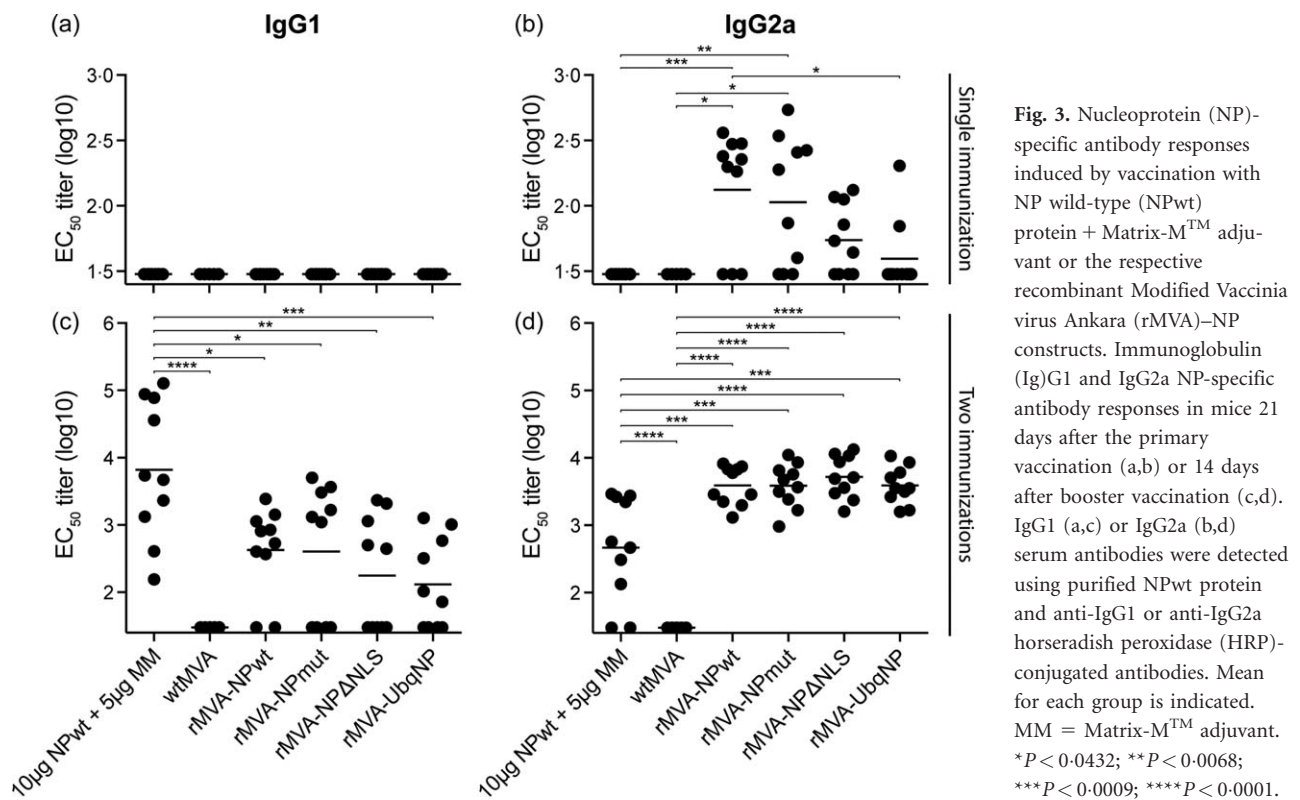 (a)
IgG1
(b)
IgG2a
3·0
2·5
2·0
1·5
EC50 titer (log10)
3·0
2·5
2·0
1·5
EC50 titer (log10)
**
***
*
*
*
Single immunization
(c)
6
5
4
3
2
EC50 titer (log10)
***
**
*
*
****
10µg NPwt + 5µg MM
wtMVA
rMVA-NPwt
rMVA-NPmut
rMVA-NPΔNLS
rMVA-UbqNP
(d)
6
5
4
3
2
EC50 titer (log10)
****
****
****
****
***
****
***
***
****
10µg NPwt + 5µg MM
wtMVA
rMVA-NPwt
rMVA-NPmut
rMVA-NPΔNLS
rMVA-UbqNP
Two immunizations
Fig. 3. Nucleoprotein (NP)-
specific antibody responses
induced by vaccination with
NP wild-type (NPwt)
protein + Matrix-M™ adju-
vant or the respective
recombinant Modified Vaccinia
virus Ankara (rMVA)–NP
constructs. Immunoglobulin
(Ig)G1 and IgG2a NP-specific
antibody responses in mice 21
days after the primary
vaccination (a,b) or 14 days
after booster vaccination (c,d).
IgG1 (a,c) or IgG2a (b,d)
serum antibodies were detected
using purified NPwt protein
and anti-IgG1 or anti-IgG2a
horseradish peroxidase (HRP)-
conjugated antibodies. Mean
for each group is indicated.
MM = Matrix-M™ adjuvant.
*P < 0·0432; **P < 0·0068;
***P < 0·0009; ****P < 0·0001.